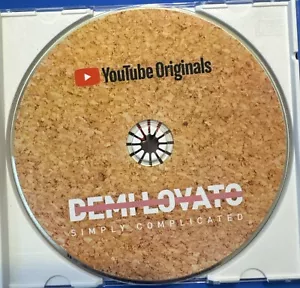 YouTube Originals
DEMI LOVATO
SIMPLY COMPLICATED